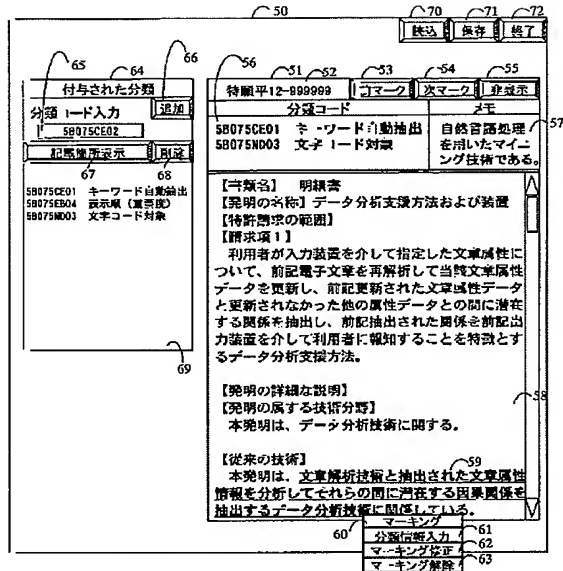 50
70
71
72
読込
保存
終了
65
64
66
付与された分類
分類コード入力
追加
5B075CE02
記載箇所表示
削除
67
68
5B075CE01 キーワード自動抽出
5B075EB04 表示順（重要度）
5B075ND03 文字コード対象
69
56
51
52
53
54
55
特願平12-999999
前マーク
次マーク
非表示
分類コード
メモ
5B075CE01 キーワード自動抽出
5B075ND03 文字コード対象
自然言語処理
を用いたマイニ
ング技術である。
57
【書類名】 明細書
【発明の名称】データ分析支援方法および装置
【特許請求の範囲】
【請求項１】
利用者が入力装置を介して指定した文章属性に
ついて、前記電子文章を再解析して当該文章属性
データを更新し、前記更新された文章属性データ
と更新されなかった他の属性データとの間に潜在
する関係を抽出し、前記抽出された関係を前記出
力装置を介して利用者に報知することを特徴とす
るデータ分析支援方法。
【発明の詳細な説明】
【発明の属する技術分野】
本発明は、データ分析技術に関する。
58
【従来の技術】
59
本発明は、文章解析技術と抽出された文章属性
情報を分析してそれらの間に潜在する因果関係を
抽出するデータ分析技術に関係している。
60
マーキング
61
分類情報入力
62
マーキング修正
63
マーキング解除